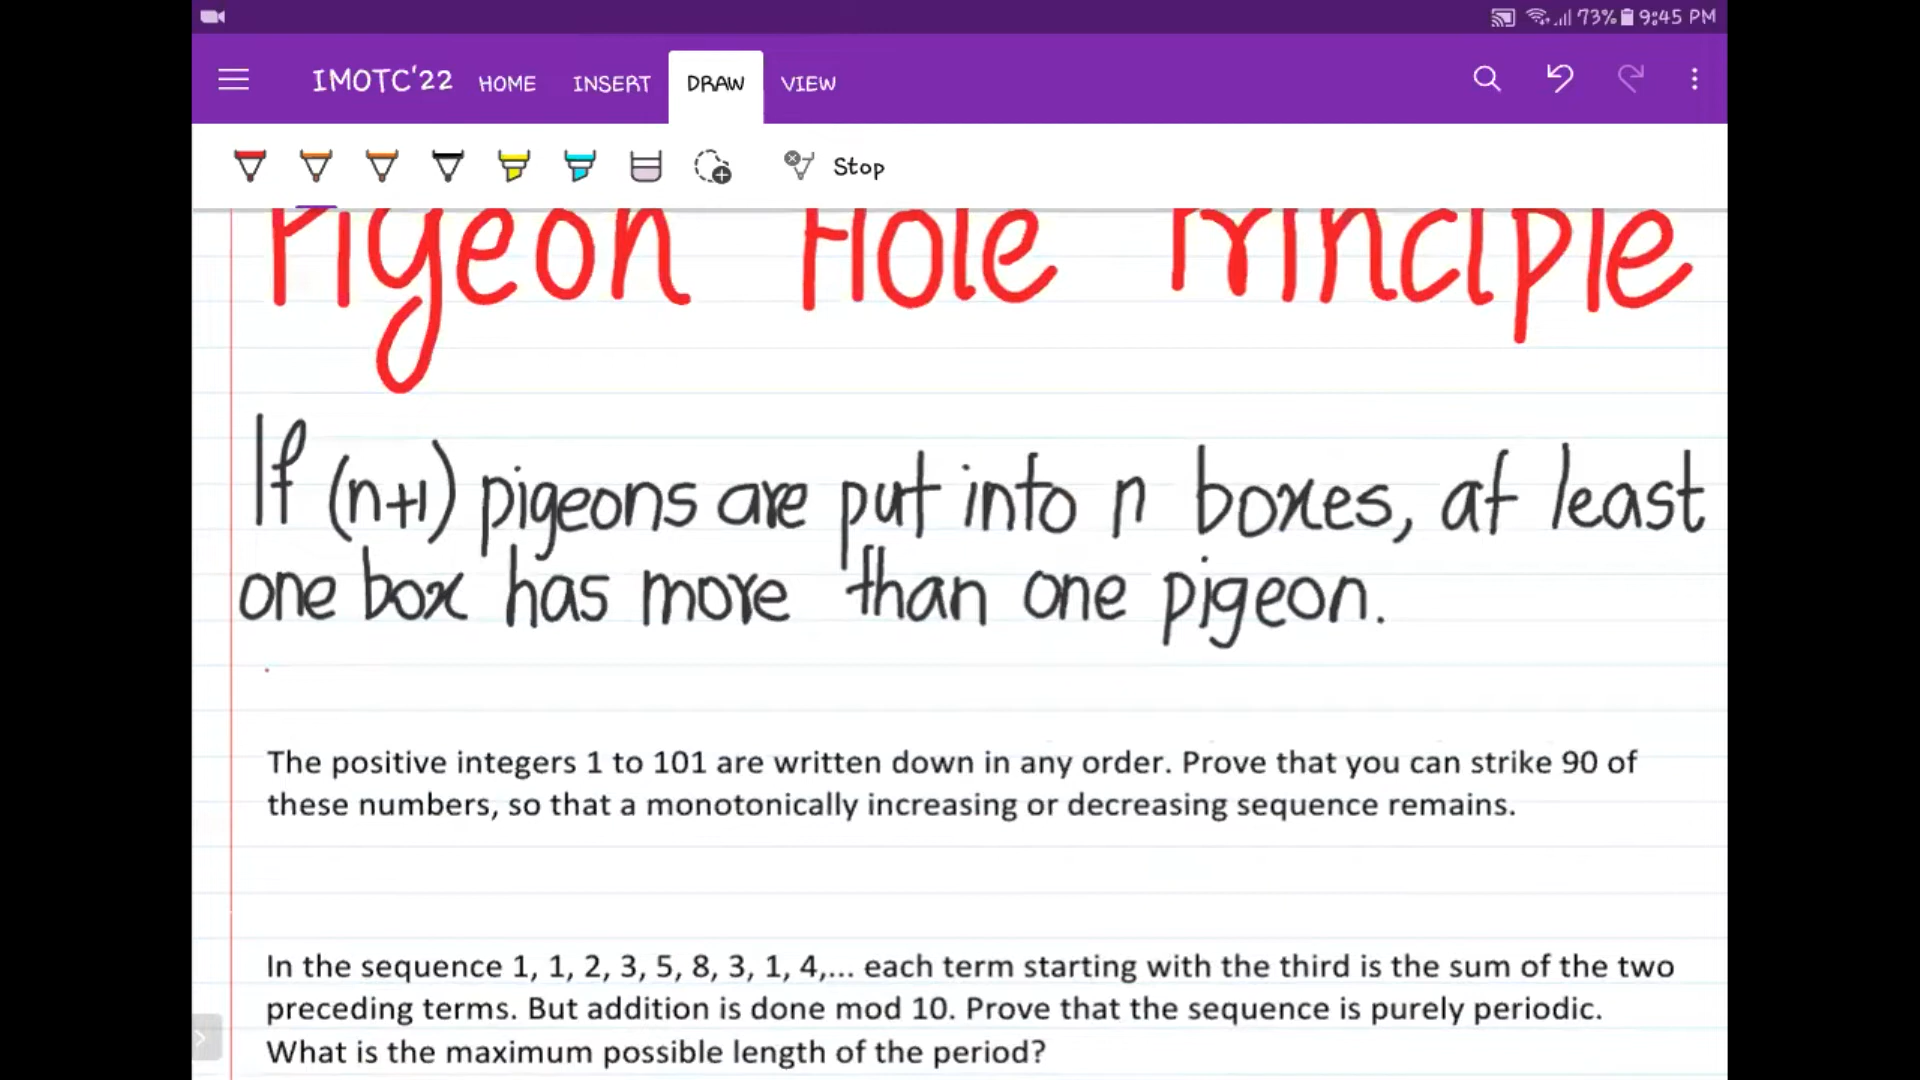 73% 9:45 PM
IMOTC'22 HOME INSERT DRAW VIEW
Stop
Pigeon Hole Principle
If (n+1) pigeons are put into n boxes, at least
one box has more than one pigeon.
The positive integers 1 to 101 are written down in any order. Prove that you can strike 90 of
these numbers, so that a monotonically increasing or decreasing sequence remains.
In the sequence 1, 1, 2, 3, 5, 8, 3, 1, 4,... each term starting with the third is the sum of the two
preceding terms. But addition is done mod 10. Prove that the sequence is purely periodic.
What is the maximum possible length of the period?